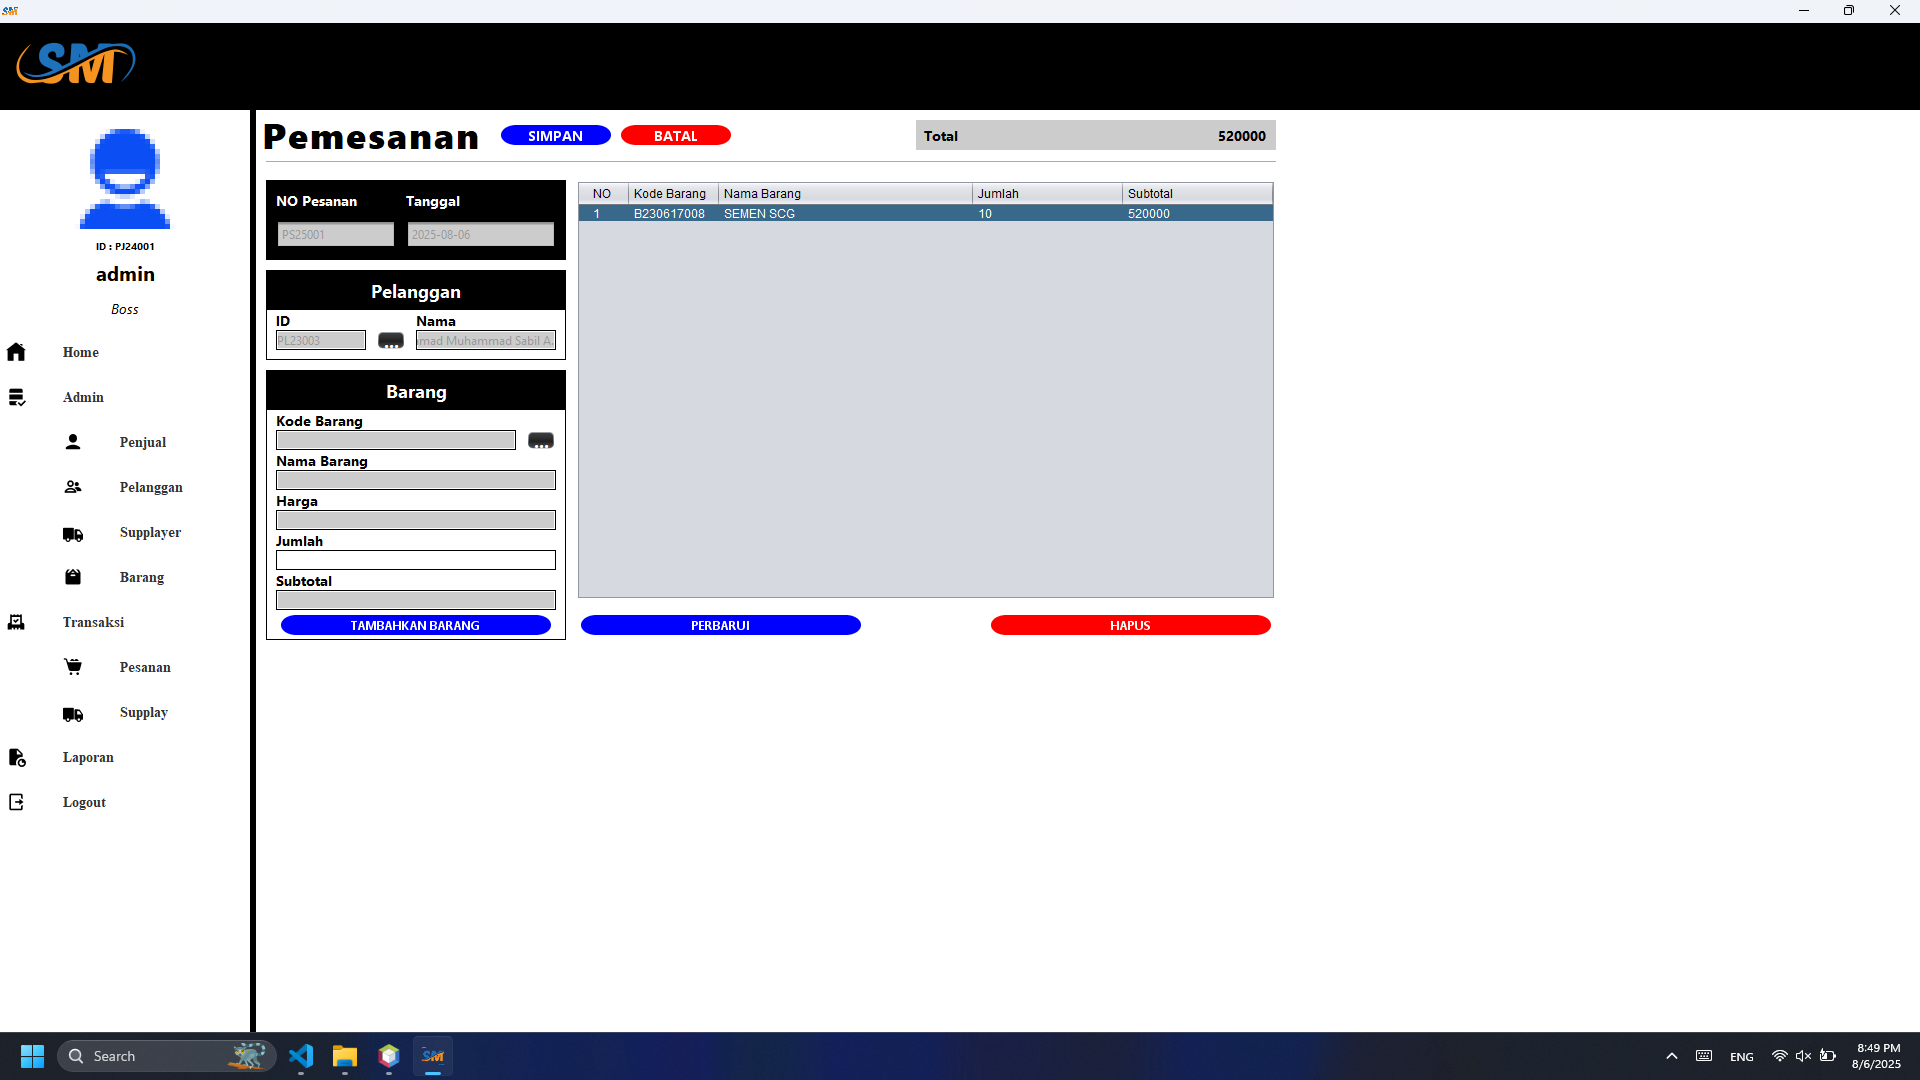 SM
SM
ID : PJ24001
admin
Boss
Home
Admin
Penjual
Pelanggan
Supplayer
Barang
Transaksi
Pesanan
Supplay
Laporan
Logout
Pemesanan
SIMPAN
BATAL
Total 520000
NO Pesanan Tanggal
PS25001 2025-08-06
Pelanggan
ID Nama
PL23003 mad Muhammad Sabil A.
Barang
Kode Barang
Nama Barang
Harga
Jumlah
Subtotal
TAMBAHKAN BARANG
NO Kode Barang Nama Barang Jumlah Subtotal
1 B230617008 SEMEN SCG 10 520000
PERBARUI
HAPUS
Search
SM
ENG
8:49 PM
8/6/2025